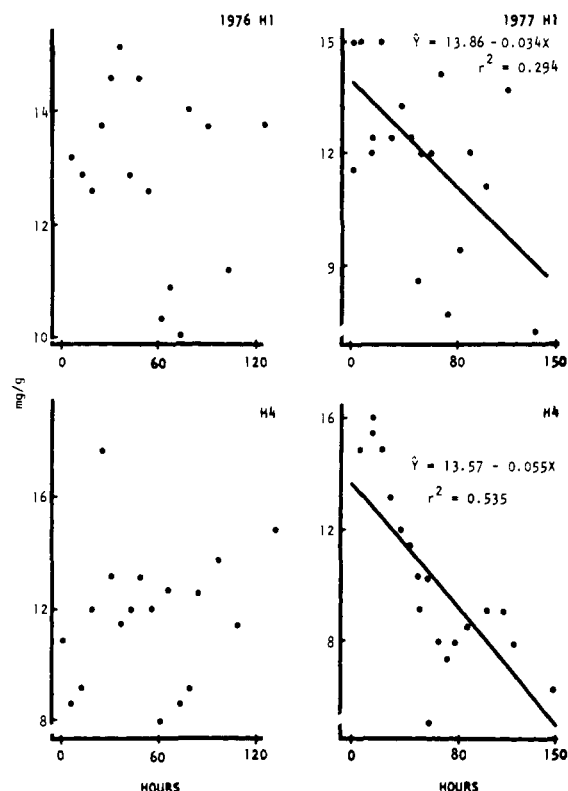 1976 H1
14
12
10
0 60 120
1977 H1
15
12
9
Ŷ = 13.86 - 0.034X
r² = 0.294
0 80 150
mg/g
H4
16
12
8
0 60 120
HOURS
H4
16
12
8
Ŷ = 13.57 - 0.055X
r² = 0.535
0 80 150
HOURS